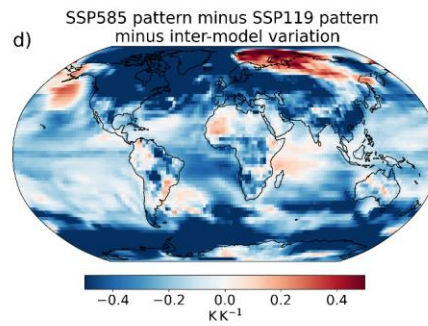 SSP585 pattern minus SSP119 pattern
minus inter-model variation
d)
−0.4 −0.2 0.0 0.2 0.4
K K⁻¹